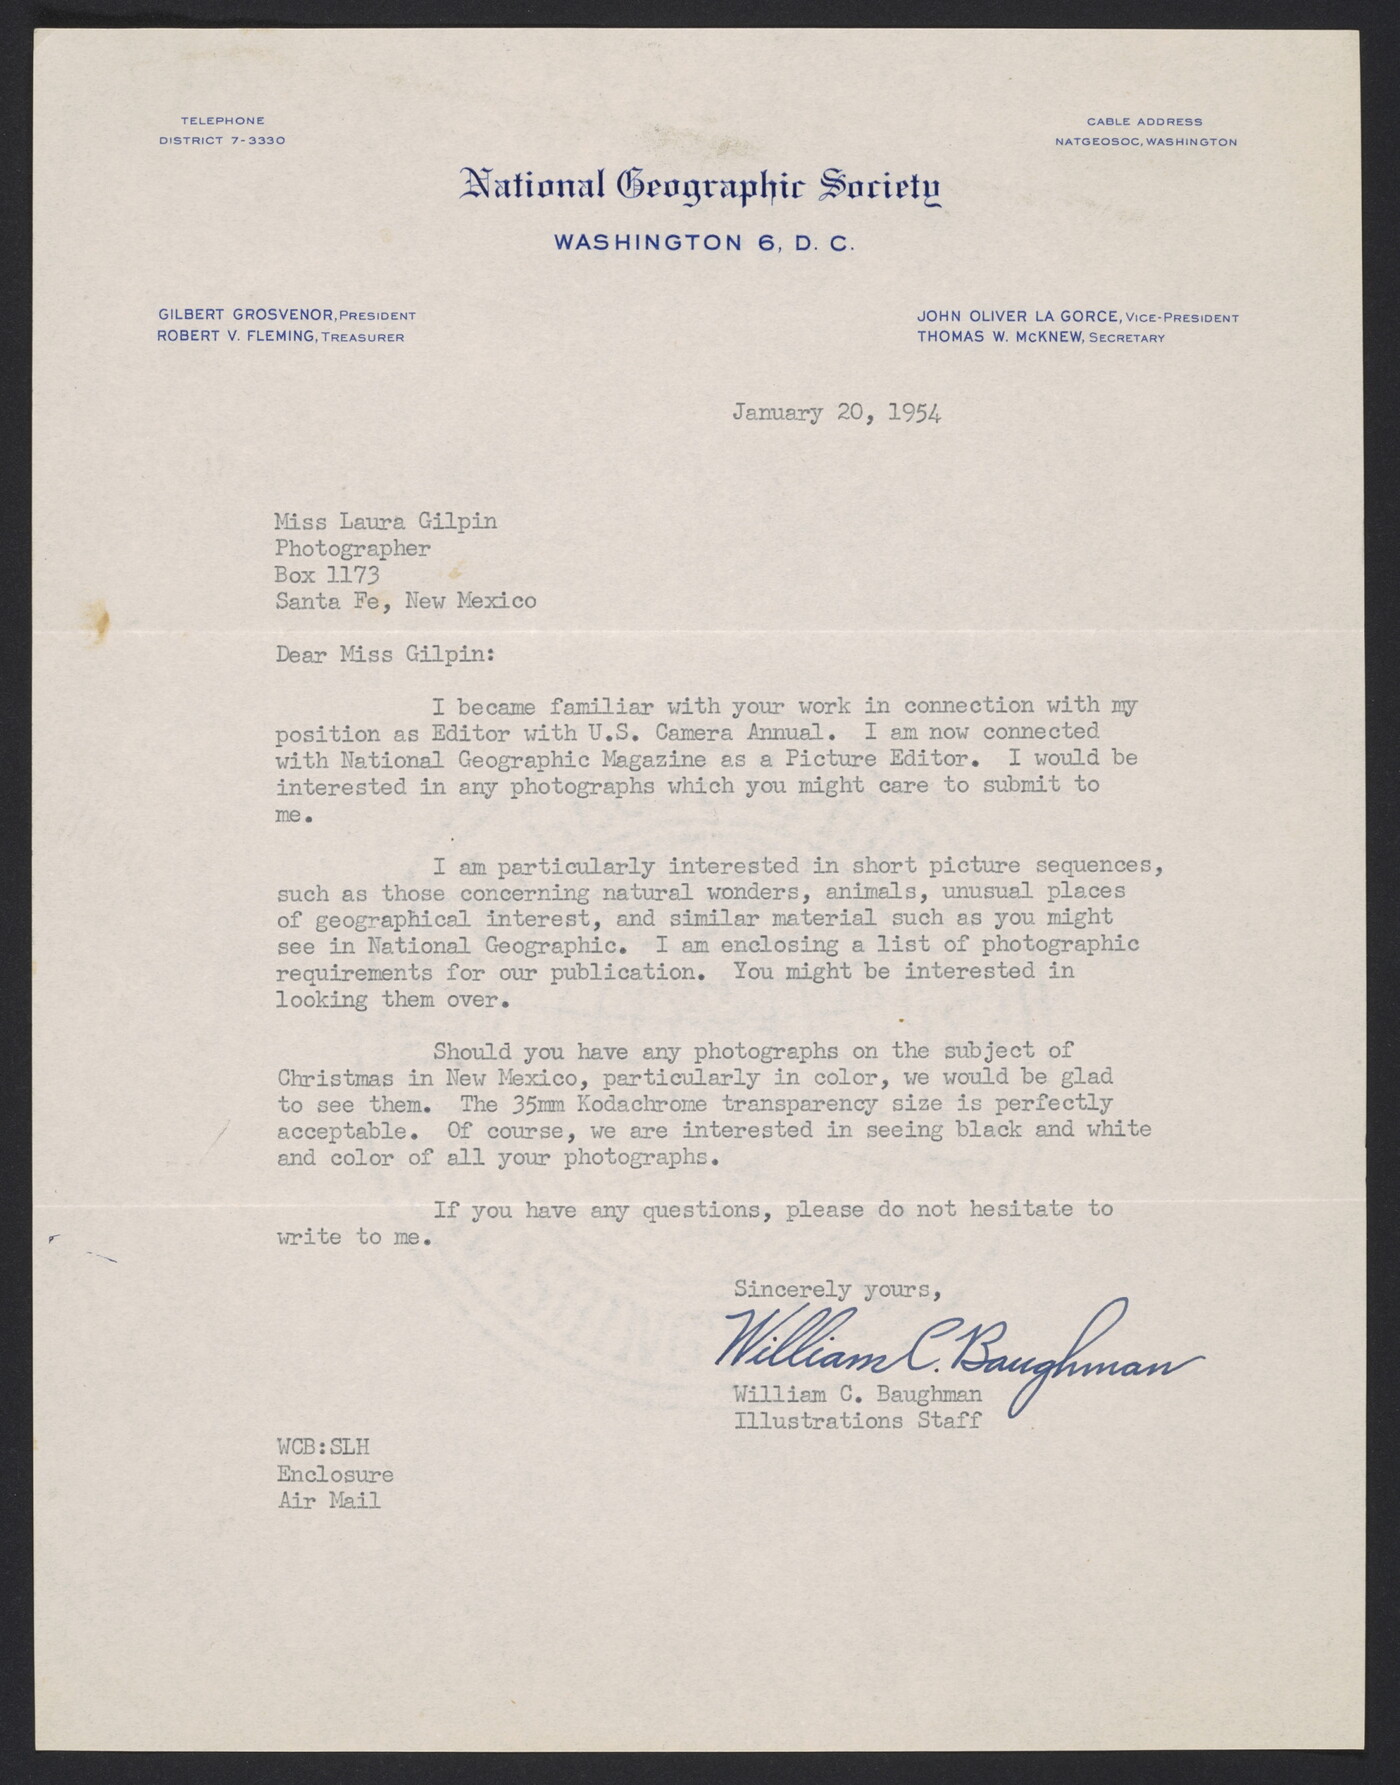 TELEPHONE
DISTRICT 7-3330
CABLE ADDRESS
NATGEOSOC, WASHINGTON
National Geographic Society
WASHINGTON 6, D. C.
GILBERT GROSVENOR, PRESIDENT
ROBERT V. FLEMING, TREASURER
JOHN OLIVER LA GORCE, VICE-PRESIDENT
THOMAS W. McKNEW, SECRETARY
January 20, 1954
Miss Laura Gilpin
Photographer
Box 1173
Santa Fe, New Mexico
Dear Miss Gilpin:
I became familiar with your work in connection with my
position as Editor with U.S. Camera Annual. I am now connected
with National Geographic Magazine as a Picture Editor. I would be
interested in any photographs which you might care to submit to
me.
I am particularly interested in short picture sequences,
such as those concerning natural wonders, animals, unusual places
of geographical interest, and similar material such as you might
see in National Geographic. I am enclosing a list of photographic
requirements for our publication. You might be interested in
looking them over.
Should you have any photographs on the subject of
Christmas in New Mexico, particularly in color, we would be glad
to see them. The 35mm Kodachrome transparency size is perfectly
acceptable. Of course, we are interested in seeing black and white
and color of all your photographs.
If you have any questions, please do not hesitate to
write to me.
Sincerely yours,
William C. Baughman
William C. Baughman
Illustrations Staff
WCB:SLH
Enclosure
Air Mail